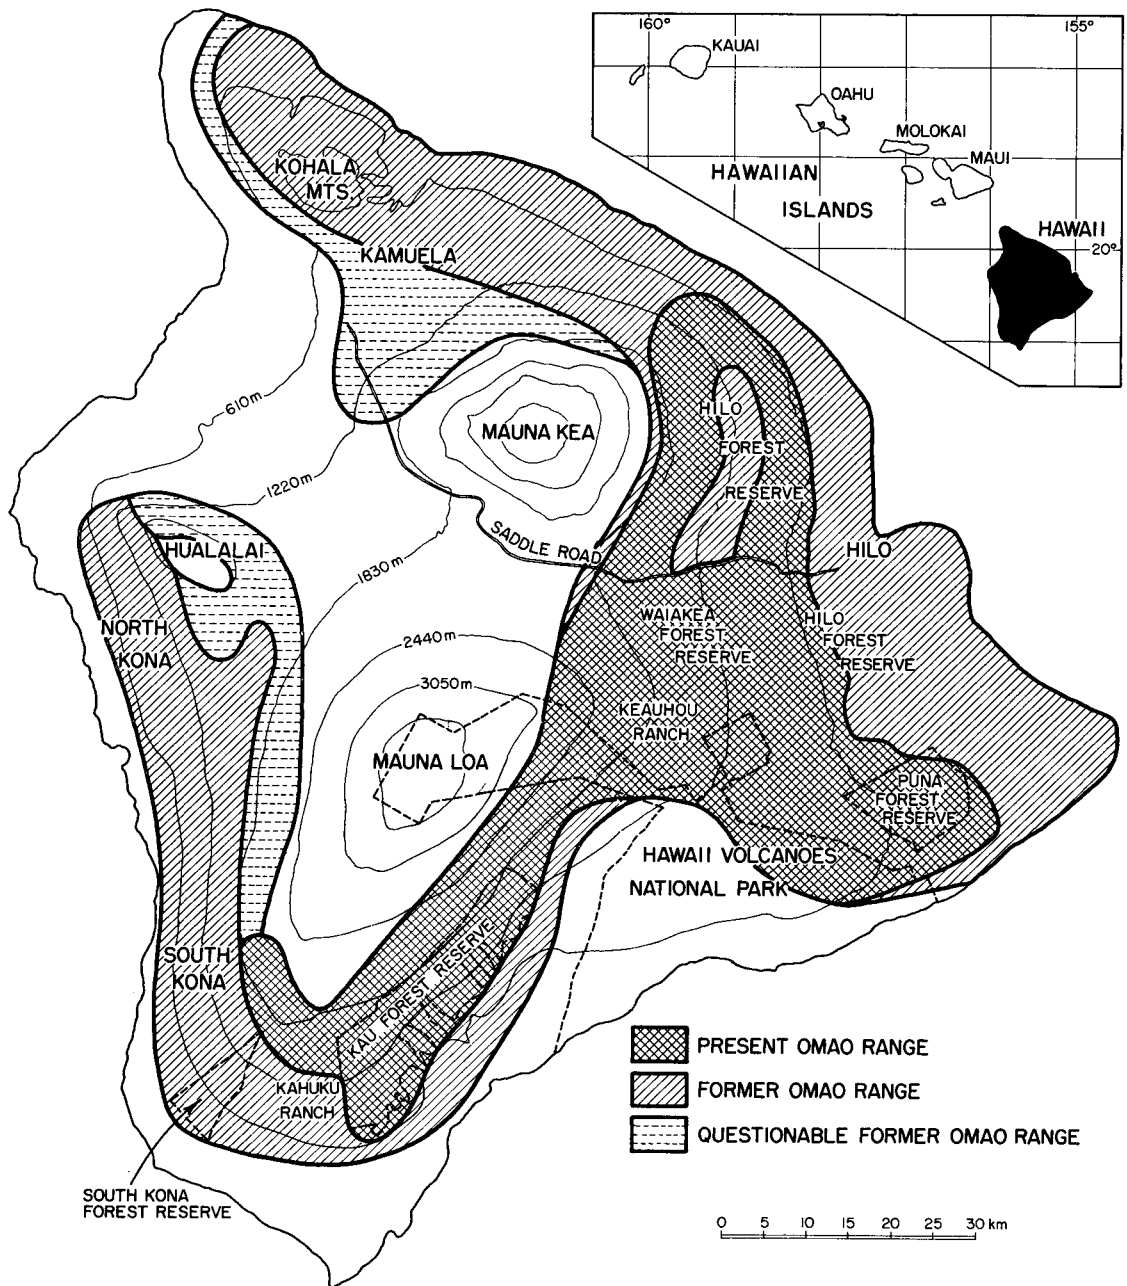 160°
155°
KAUAI
OAHU
MOLOKAI
MAUI
HAWAIIAN
ISLANDS
HAWAII
20°
KOHALA
MTS.
KAMUELA
610m
1220m
MAUNA KEA
HILO
FOREST
RESERVE
SADDLE ROAD
HUALALAI
1830m
HILO
NORTH
KONA
2440m
WAIAKEA
FOREST
RESERVE
HILO
FOREST
RESERVE
3050m
KEAUHOU
RANCH
MAUNA LOA
PUNA
FOREST
RESERVE
HAWAII VOLCANOES
NATIONAL PARK
SOUTH
KONA
KAU FOREST RESERVE
KAHUKU
RANCH
SOUTH KONA
FOREST RESERVE
PRESENT OMAO RANGE
FORMER OMAO RANGE
QUESTIONABLE FORMER OMAO RANGE
0 5 10 15 20 25 30 km